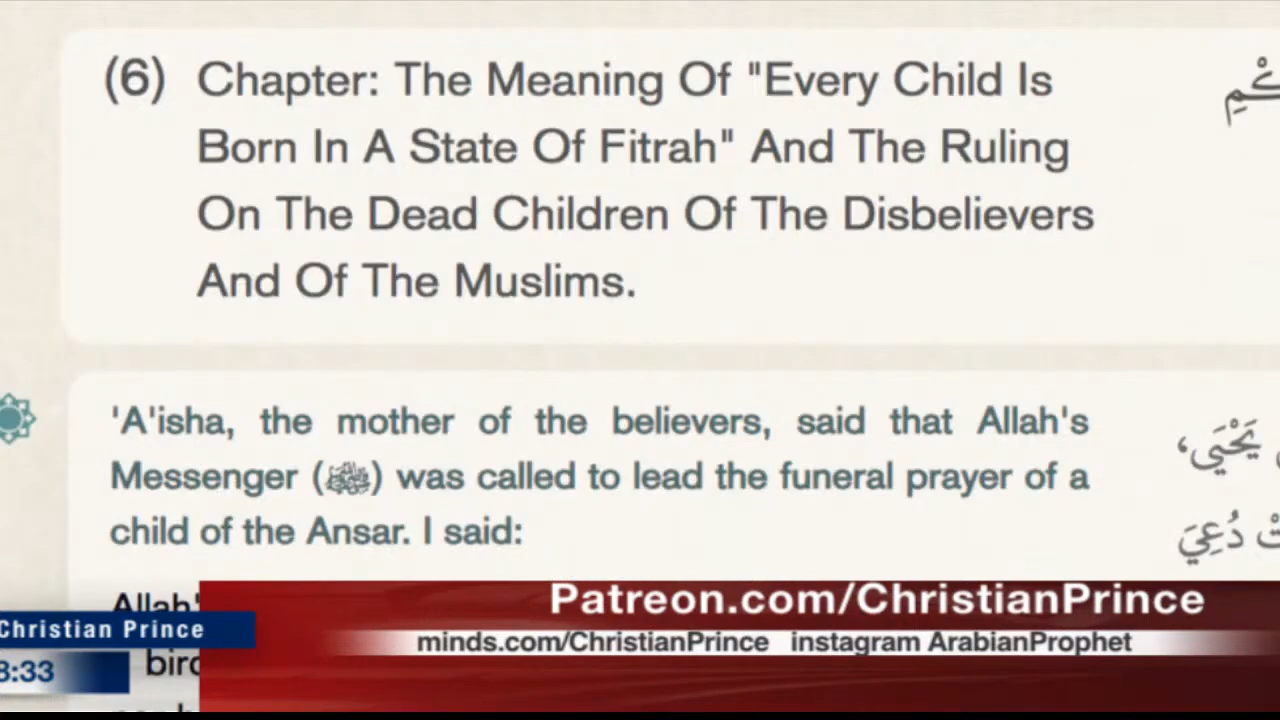 (6) Chapter: The Meaning Of "Every Child Is
Born In A State Of Fitrah" And The Ruling
On The Dead Children Of The Disbelievers
And Of The Muslims.
'A'isha, the mother of the believers, said that Allah's
Messenger (ﷺ) was called to lead the funeral prayer of a
child of the Ansar. I said:
يَحْيَى،
دُعِيَ
Allah'
Patreon.com/ChristianPrince
Christian Prince
minds.com/ChristianPrince instagram ArabianProphet
8:33